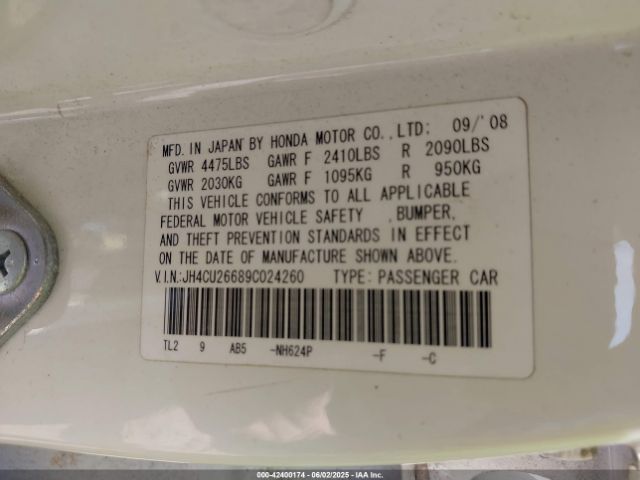 MFD. IN JAPAN BY HONDA MOTOR CO., LTD: 09/'08
GVWR 4475LBS GAWR F 2410LBS R 2090LBS
GVWR 2030KG GAWR F 1095KG R 950KG
THIS VEHICLE CONFORMS TO ALL APPLICABLE
FEDERAL MOTOR VEHICLE SAFETY , BUMPER,
AND THEFT PREVENTION STANDARDS IN EFFECT
ON THE DATE OF MANUFACTURE SHOWN ABOVE.
V.I.N.:JH4CU26689C024260 TYPE: PASSENGER CAR
TL2 9 AB5 -NH624P -F -C
00-42400174 - 06/02/2025 - IAA Inc.